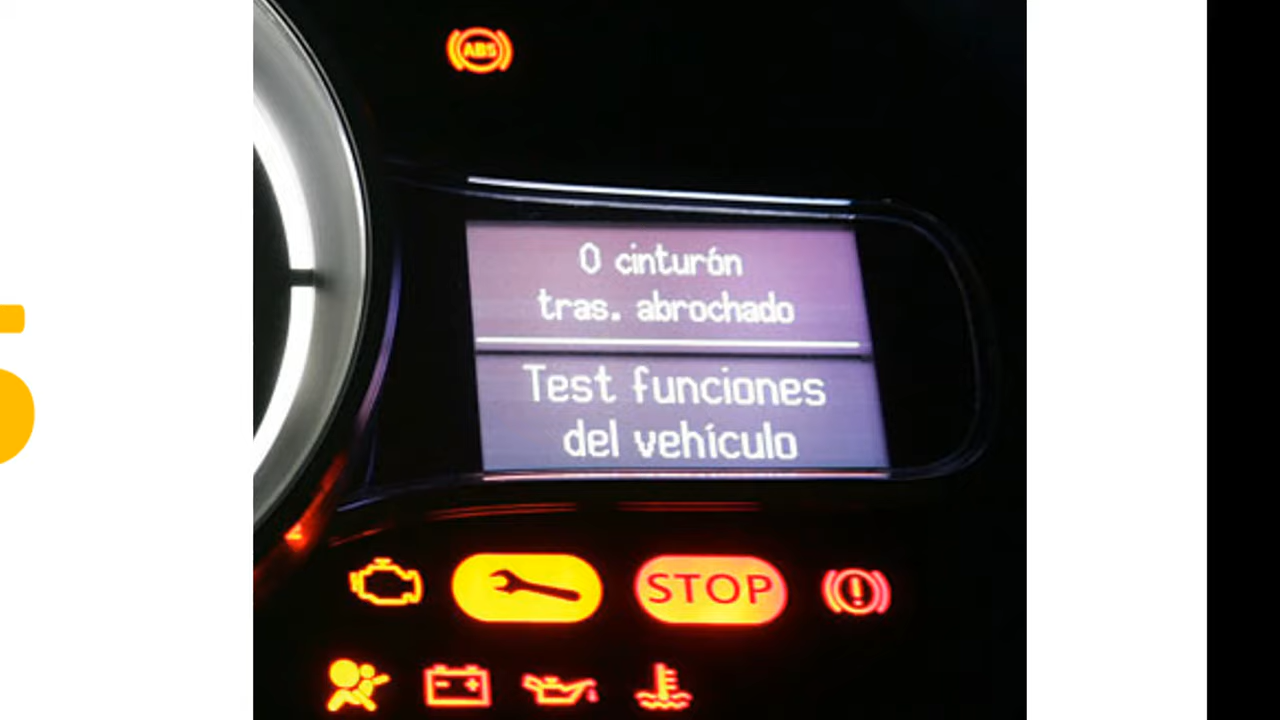 ABS
0 cinturón
tras. abrochado
Test funciones
del vehículo
STOP